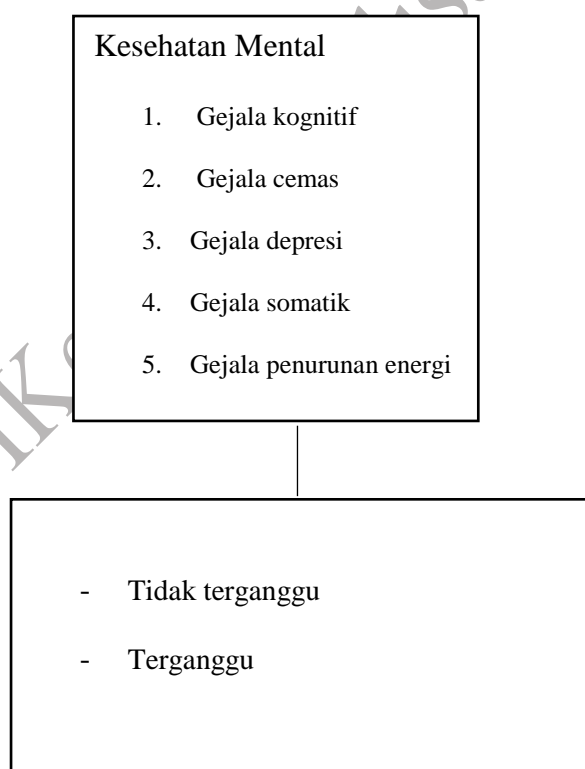 Kesehatan Mental
1. Gejala kognitif
2. Gejala cemas
3. Gejala depresi
4. Gejala somatik
5. Gejala penurunan energi
- Tidak terganggu
- Terganggu